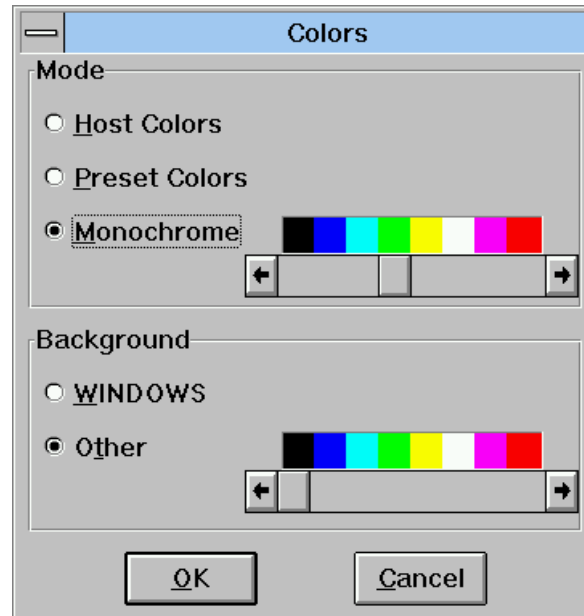 Colors
Mode
Host Colors
Preset Colors
Monochrome
Background
WINDOWS
Other
OK
Cancel